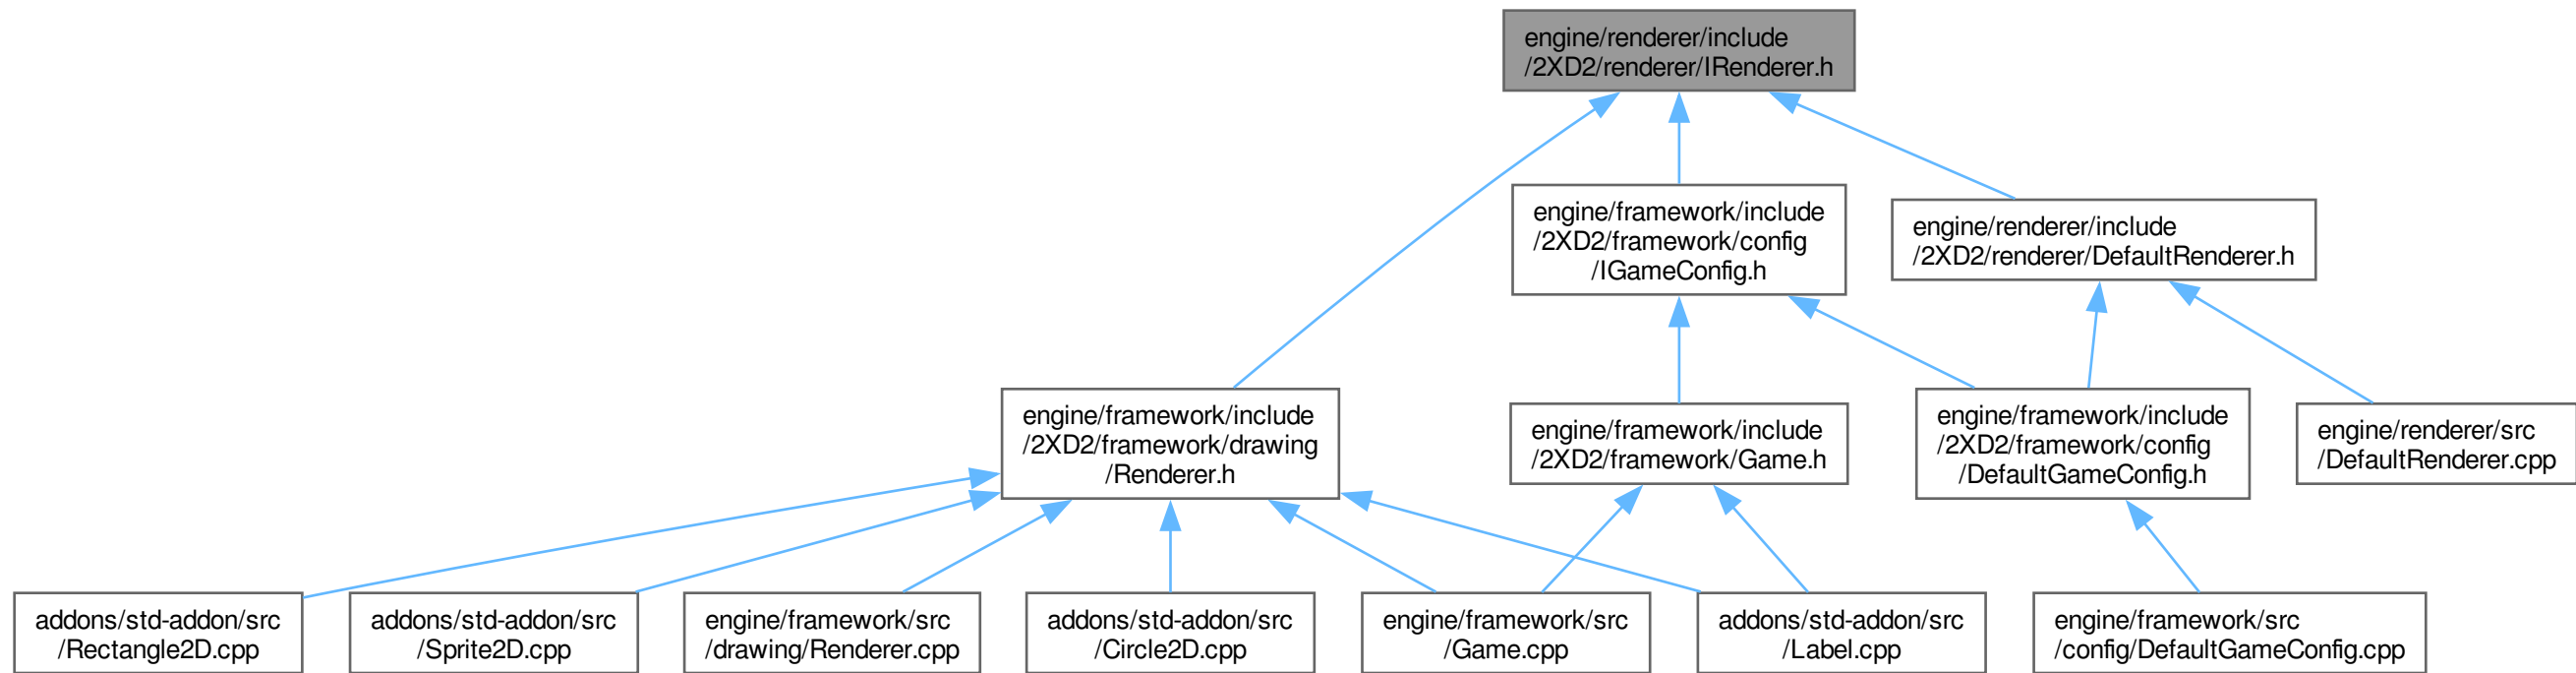 engine/renderer/include
/2XD2/renderer/IRenderer.h
engine/framework/include
/2XD2/framework/config
/IGameConfig.h
engine/renderer/include
/2XD2/renderer/DefaultRenderer.h
engine/framework/include
/2XD2/framework/drawing
/Renderer.h
engine/framework/include
/2XD2/framework/Game.h
engine/framework/include
/2XD2/framework/config
/DefaultGameConfig.h
engine/renderer/src
/DefaultRenderer.cpp
addons/std-addon/src
/Rectangle2D.cpp
addons/std-addon/src
/Sprite2D.cpp
engine/framework/src
/drawing/Renderer.cpp
addons/std-addon/src
/Circle2D.cpp
engine/framework/src
/Game.cpp
addons/std-addon/src
/Label.cpp
engine/framework/src
/config/DefaultGameConfig.cpp